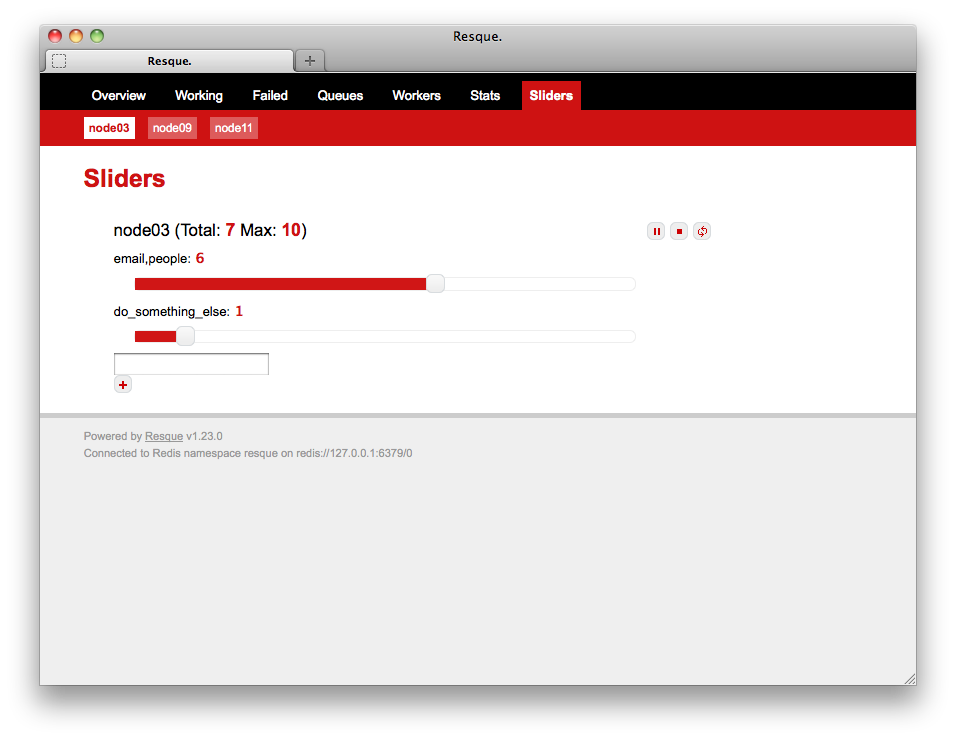 Resque.
Resque.
Overview Working Failed Queues Workers Stats Sliders
node03 node09 node11
Sliders
node03 (Total: 7 Max: 10)
email,people: 6
do_something_else: 1
Powered by Resque v1.23.0
Connected to Redis namespace resque on redis://127.0.0.1:6379/0